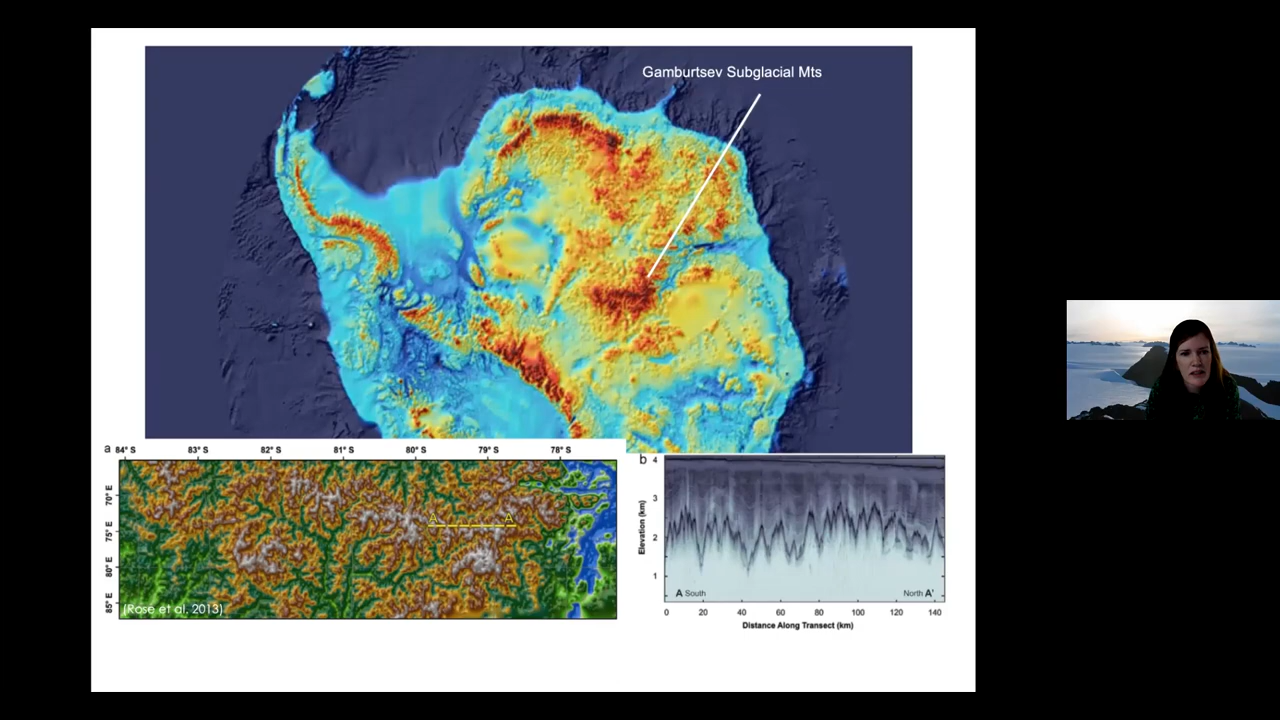 Gamburtsev Subglacial Mts
a 84° S 83° S 82° S 81° S 80° S 79° S 78° S
70° E
75° E
80° E
85° E
A A'
(Rose et al. 2013)
b
4
3
2
1
Elevation (km)
A South North A'
0 20 40 60 80 100 120 140
Distance Along Transect (km)